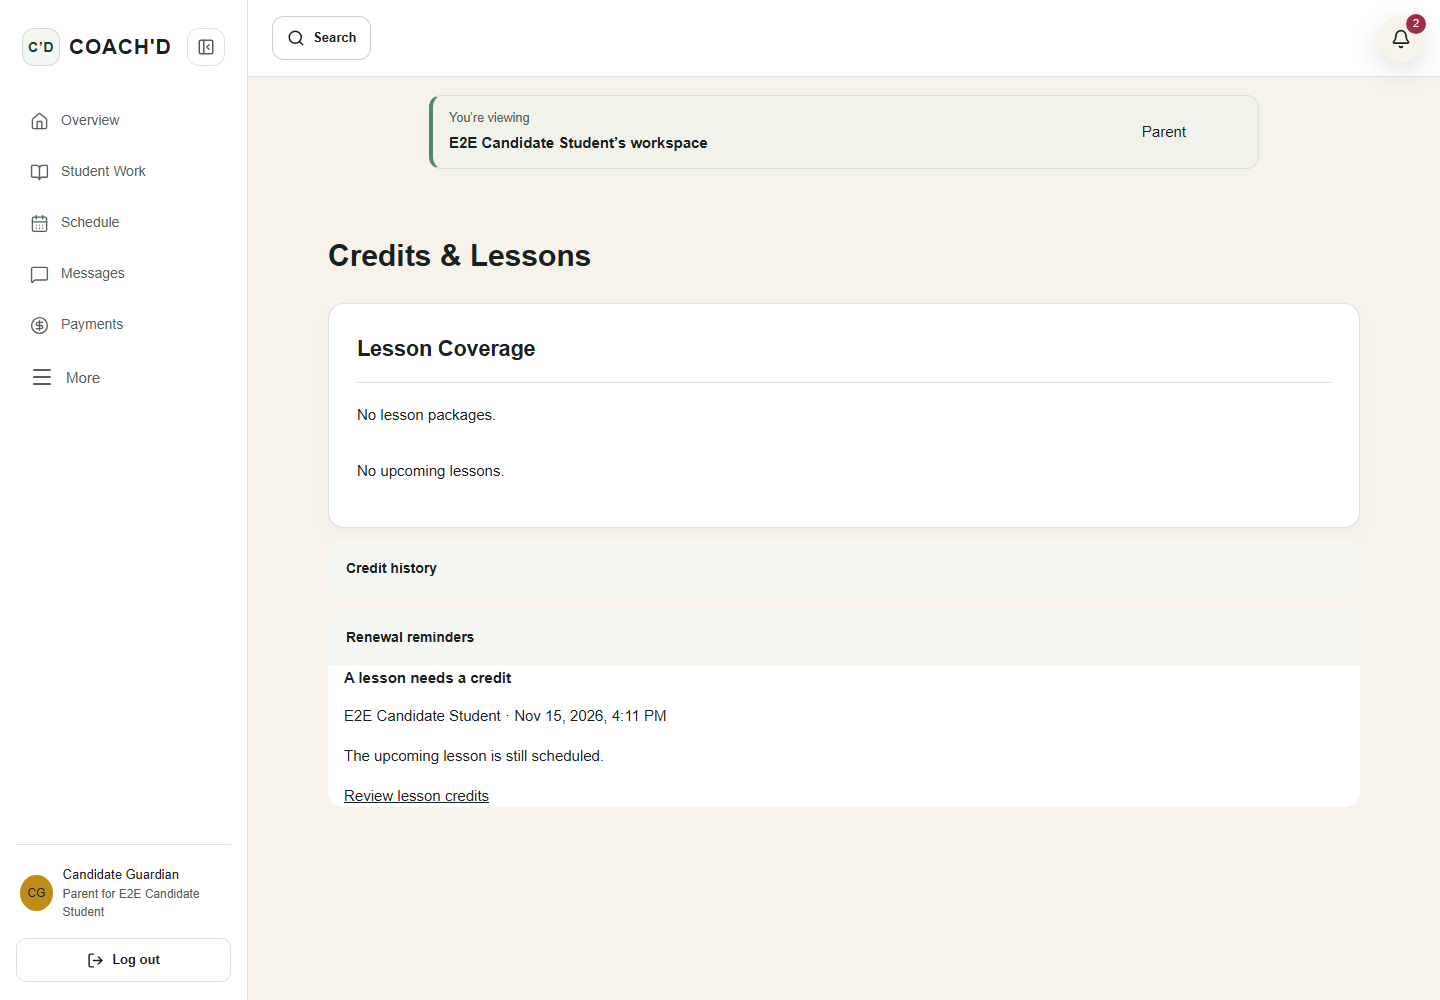 C'D COACH'D
Search
2
Overview
Student Work
Schedule
Messages
Payments
More
You're viewing
E2E Candidate Student’s workspace
Parent
Credits & Lessons
Lesson Coverage
No lesson packages.
No upcoming lessons.
Credit history
Renewal reminders
A lesson needs a credit
E2E Candidate Student · Nov 15, 2026, 4:11 PM
The upcoming lesson is still scheduled.
Review lesson credits
CG
Candidate Guardian
Parent for E2E Candidate
Student
Log out